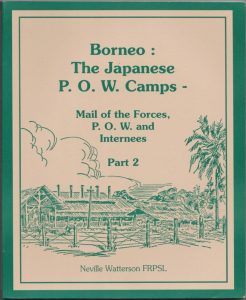 Borneo :
The Japanese
P. O. W. Camps -
Mail of the Forces,
P. O. W. and
Internees
Part 2
Neville Watterson FRPSL